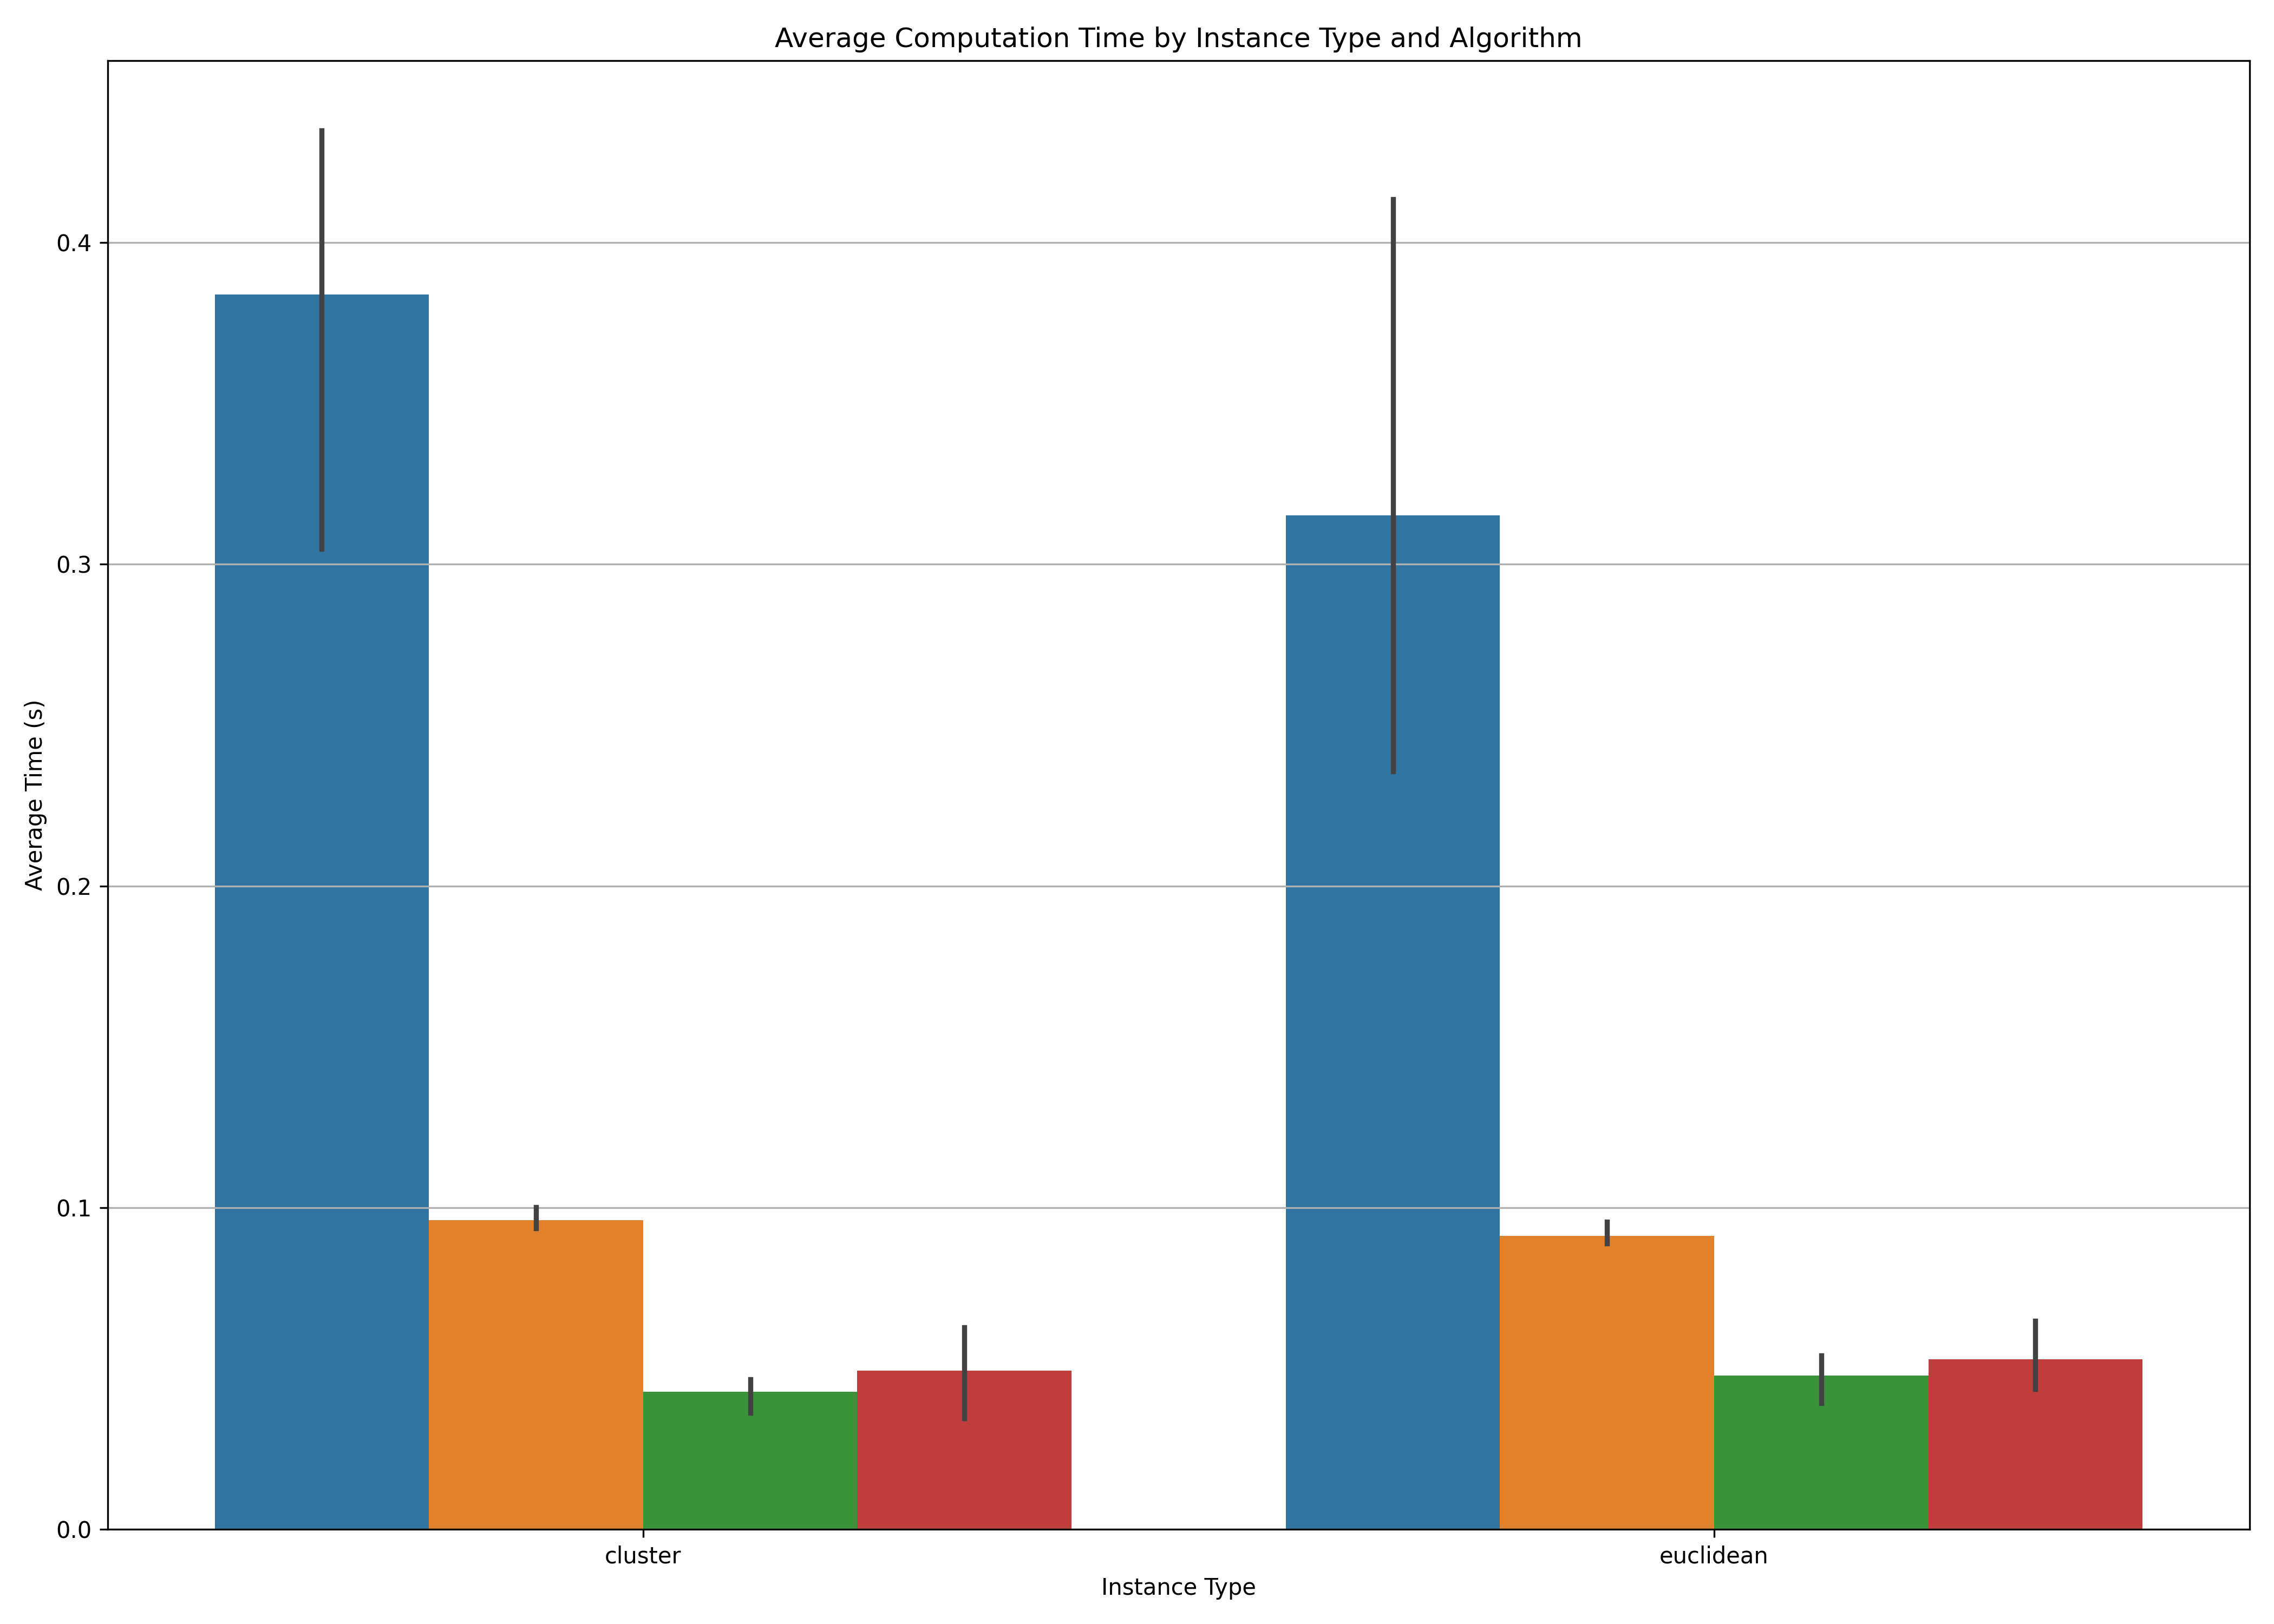 Average Computation Time by Instance Type and Algorithm
Average Time (s)
0.4
0.3
0.2
0.1
0.0
cluster
euclidean
Instance Type